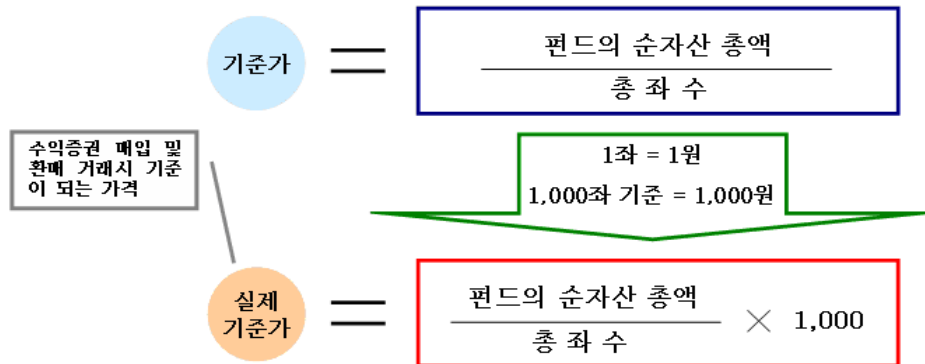 기준가
=
펀드의 순자산 총액
총 좌 수
수익증권 매입 및
환매 거래시 기준
이 되는 가격
1좌 = 1원
1,000좌 기준 = 1,000원
실제
기준가
=
펀드의 순자산 총액
총 좌 수
× 1,000